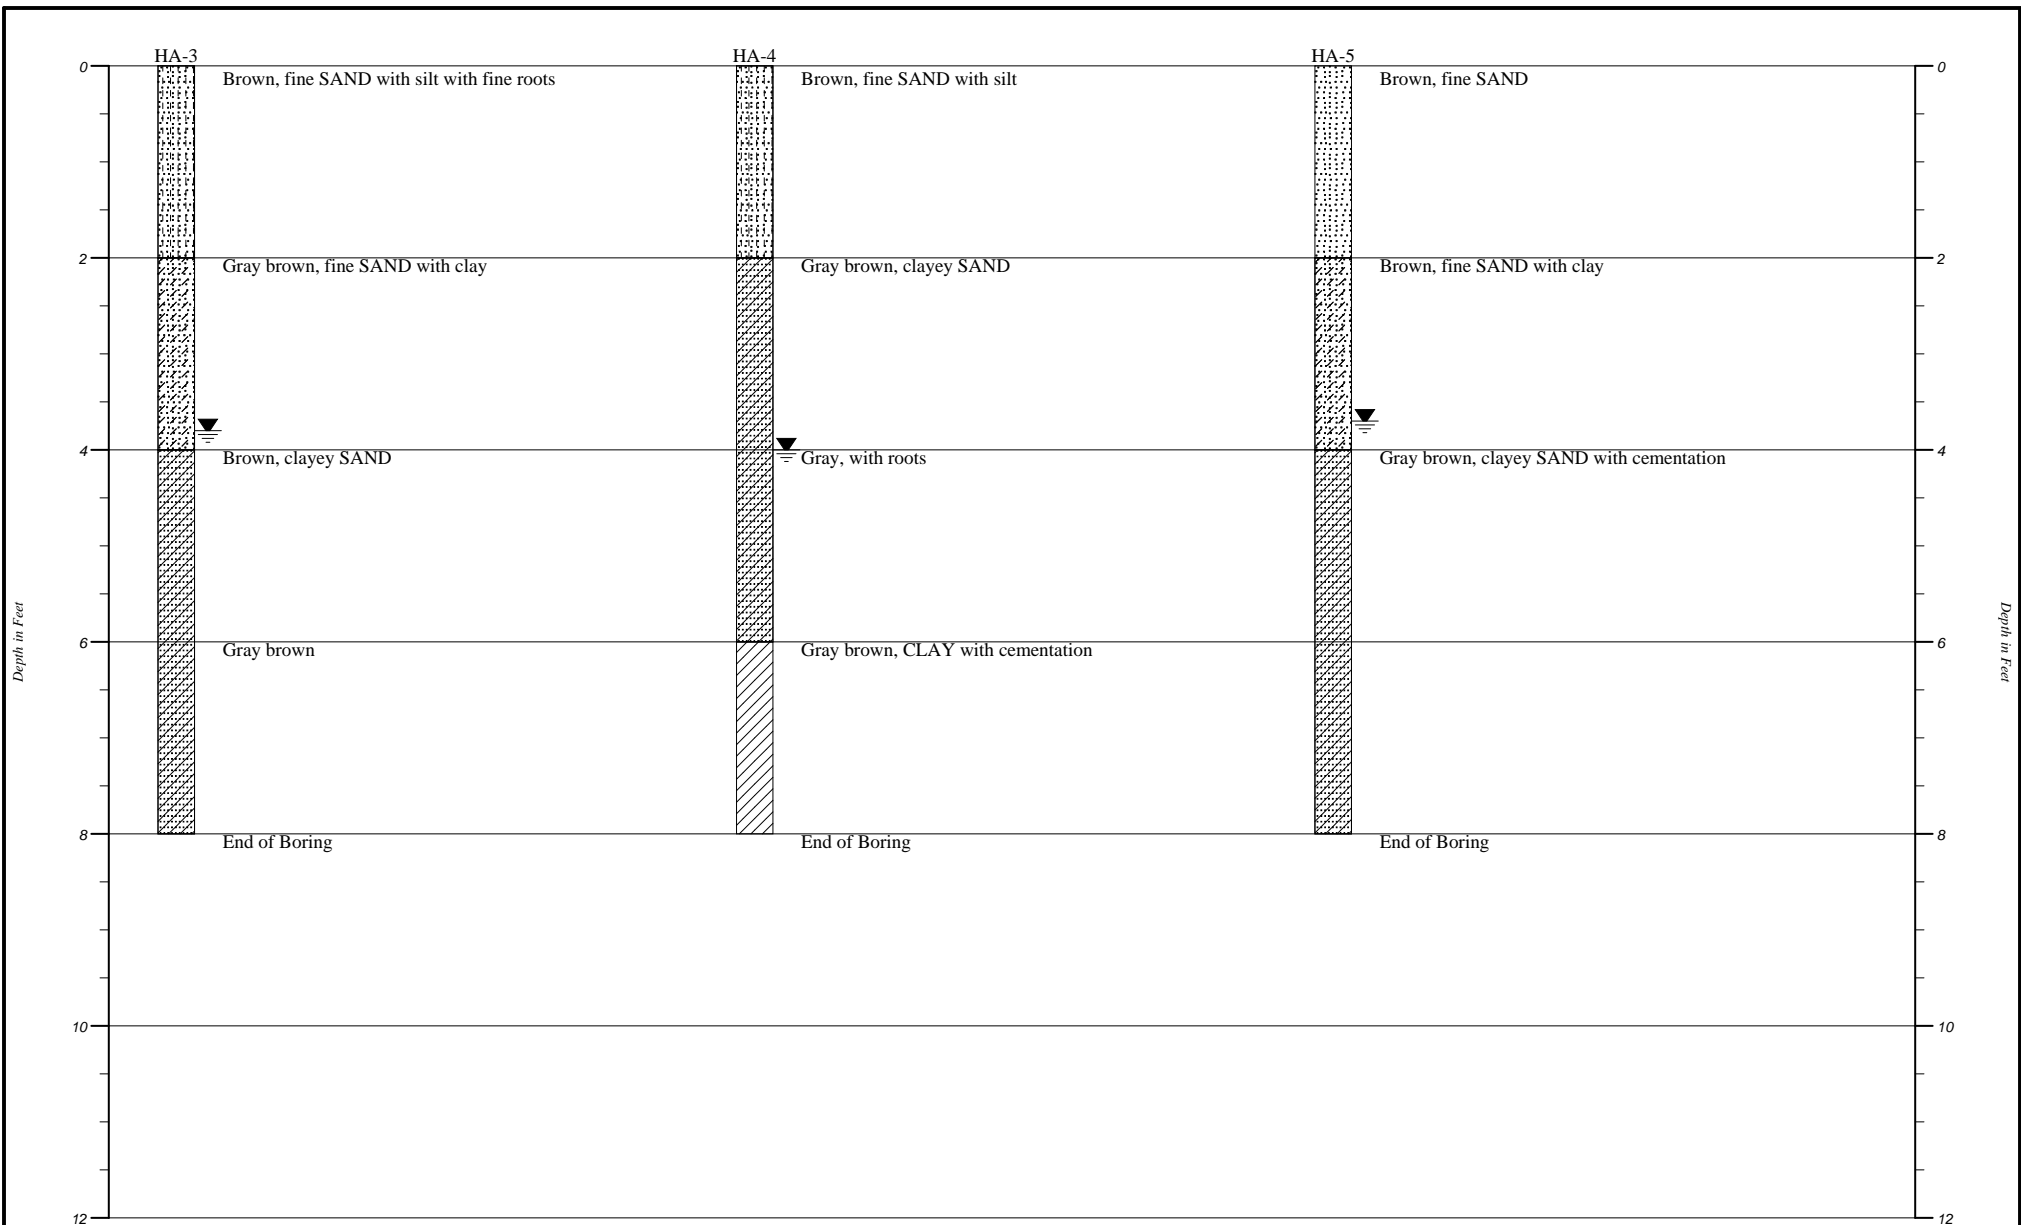 HA-3 HA-4 HA-5
0 Brown, fine SAND with silt with fine roots Brown, fine SAND with silt Brown, fine SAND 0
2 Gray brown, fine SAND with clay Gray brown, clayey SAND Brown, fine SAND with clay 2
4 Brown, clayey SAND Gray, with roots Gray brown, clayey SAND with cementation 4
Depth in Feet
Depth in Feet
6 Gray brown Gray brown, CLAY with cementation 6
8 End of Boring End of Boring End of Boring 8
10 10
12 12